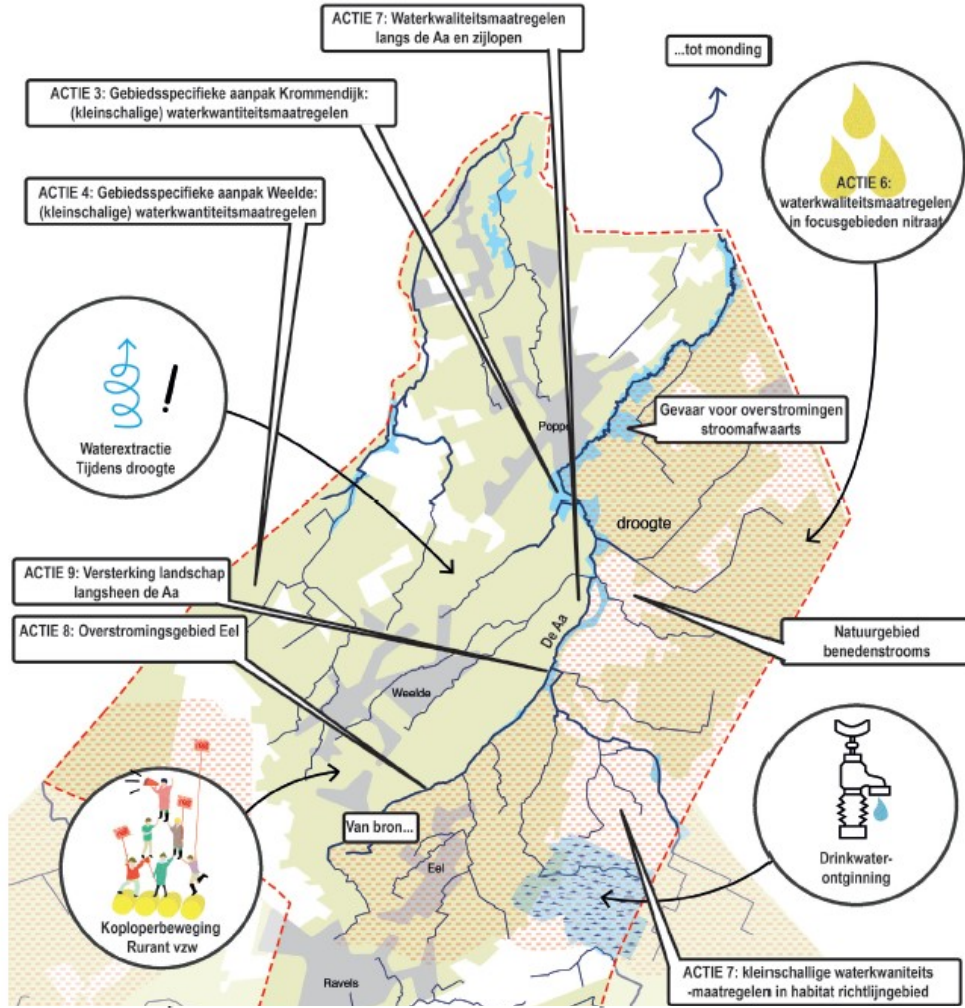 ACTIE 7: Waterkwaliteitsmaatregelen
langs de Aa en zijlopen
...tot monding
ACTIE 3: Gebiedsspecifieke aanpak Krommendijk:
(kleinschalige) waterkwantiteitsmaatregelen
ACTIE 6:
waterkwaliteitsmaatregelen
in focusgebieden nitraat
ACTIE 4: Gebiedsspecifieke aanpak Weelde:
(kleinschalige) waterkwantiteitsmaatregelen
Waterextractie
Tijdens droogte
Poppe
Gevaar voor overstromingen
stroomafwaarts
droogte
ACTIE 9: Versterking landschap
langsheen de Aa
ACTIE 8: Overstromingsgebied Eel
De Aa
Natuurgebied
benedenstrooms
Weelde
Van bron...
Eel
Drinkwater-
ontginning
Koploperbeweging
Rurant vzw
Ravels
ACTIE 7: kleinschallige waterkwaniteits
-maatregelen in habitat richtlijngebied